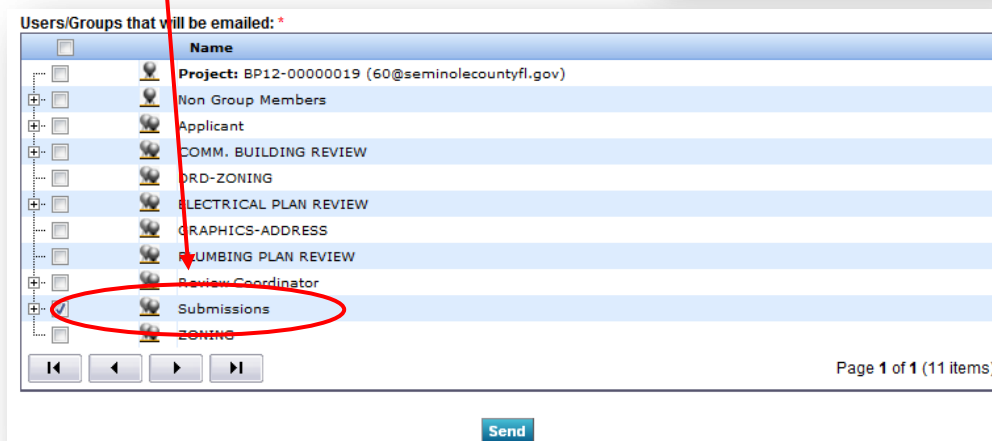 Users/Groups that will be emailed: *
Name
Project: BP12-00000019 (60@seminolecountyfl.gov)
Non Group Members
Applicant
COMM. BUILDING REVIEW
DRD-ZONING
ELECTRICAL PLAN REVIEW
GRAPHICS-ADDRESS
PLUMBING PLAN REVIEW
Review Coordinator
Submissions
ZONING
Page 1 of 1 (11 items)
Send